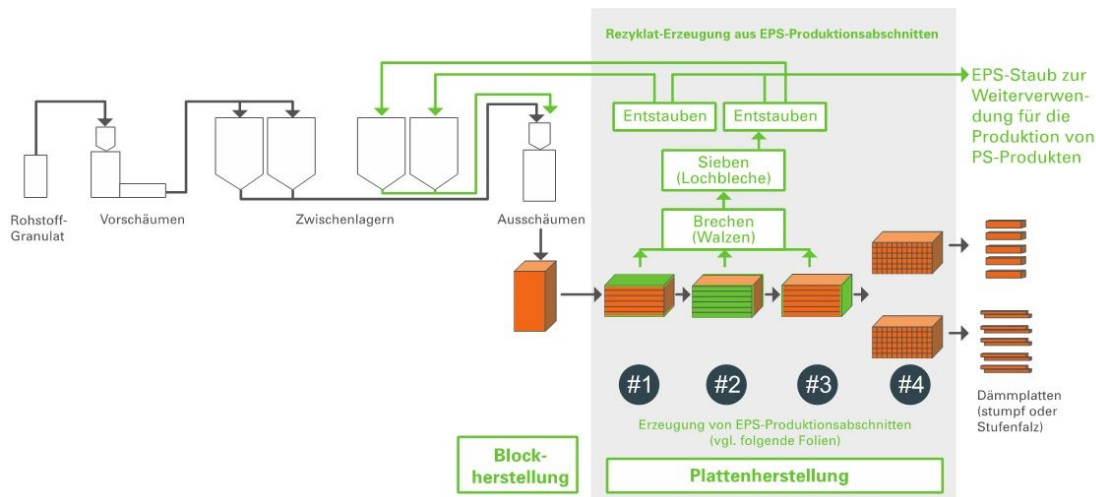 Rezyklat-Erzeugung aus EPS-Produktionsabschnitten
EPS-Staub zur
Weiterverwen-
dung für die
Produktion von
PS-Produkten
Entstauben
Entstauben
Sieben
(Lochbleche)
Brechen
(Walzen)
Rohstoff-
Granulat
Vorschäumen
Zwischenlagern
Ausschäumen
#1
#2
#3
#4
Dämmplatten
(stumpf oder
Stufenfalz)
Erzeugung von EPS-Produktionsabschnitten
(vgl. folgende Folien)
Block-
herstellung
Plattenherstellung